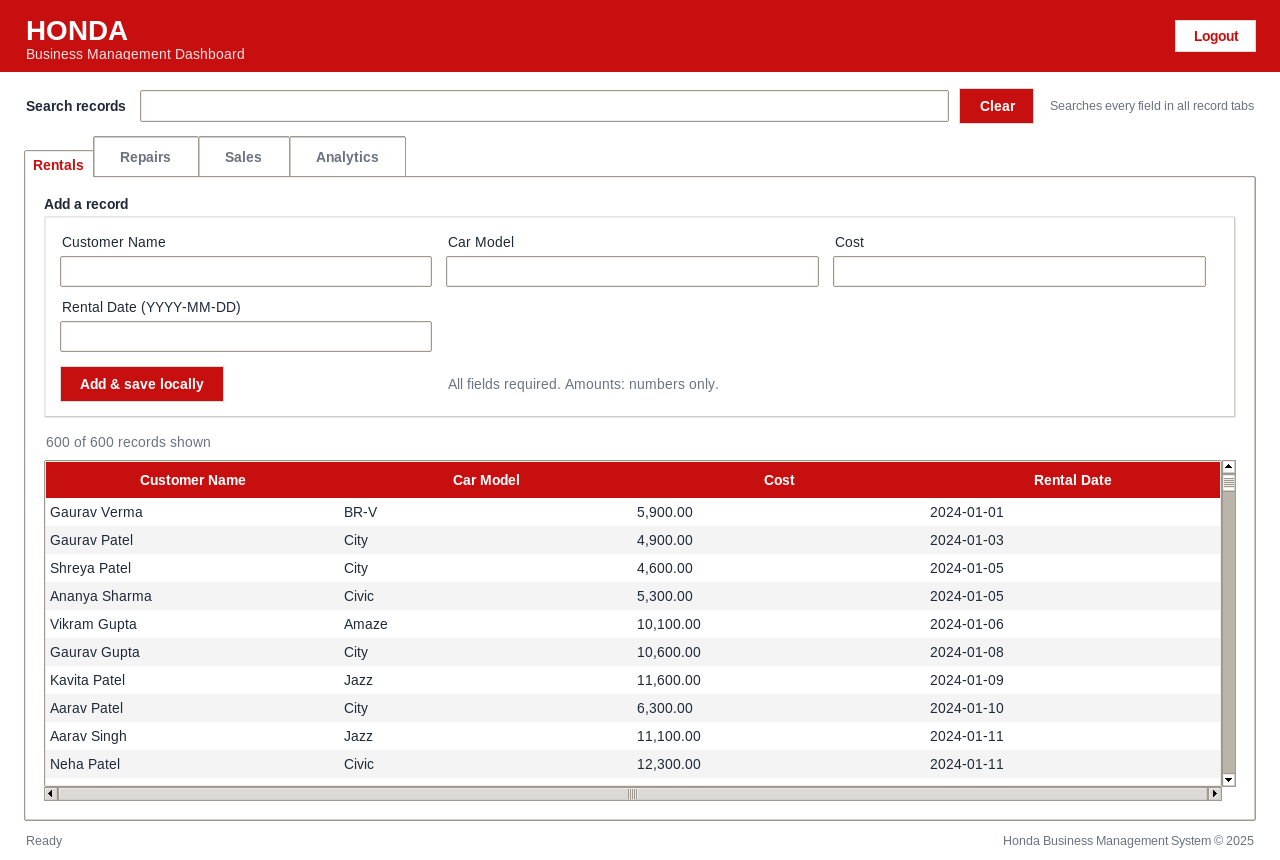 HONDA
Business Management Dashboard
Logout
Search records
Clear
Searches every field in all record tabs
Rentals
Repairs
Sales
Analytics
Add a record
Customer Name
Car Model
Cost
Rental Date (YYYY-MM-DD)
Add & save locally
All fields required. Amounts: numbers only.
600 of 600 records shown
Customer Name Car Model Cost Rental Date
Gaurav Verma BR-V 5,900.00 2024-01-01
Gaurav Patel City 4,900.00 2024-01-03
Shreya Patel City 4,600.00 2024-01-05
Ananya Sharma Civic 5,300.00 2024-01-05
Vikram Gupta Amaze 10,100.00 2024-01-06
Gaurav Gupta City 10,600.00 2024-01-08
Kavita Patel Jazz 11,600.00 2024-01-09
Aarav Patel City 6,300.00 2024-01-10
Aarav Singh Jazz 11,100.00 2024-01-11
Neha Patel Civic 12,300.00 2024-01-11
Ready
Honda Business Management System © 2025